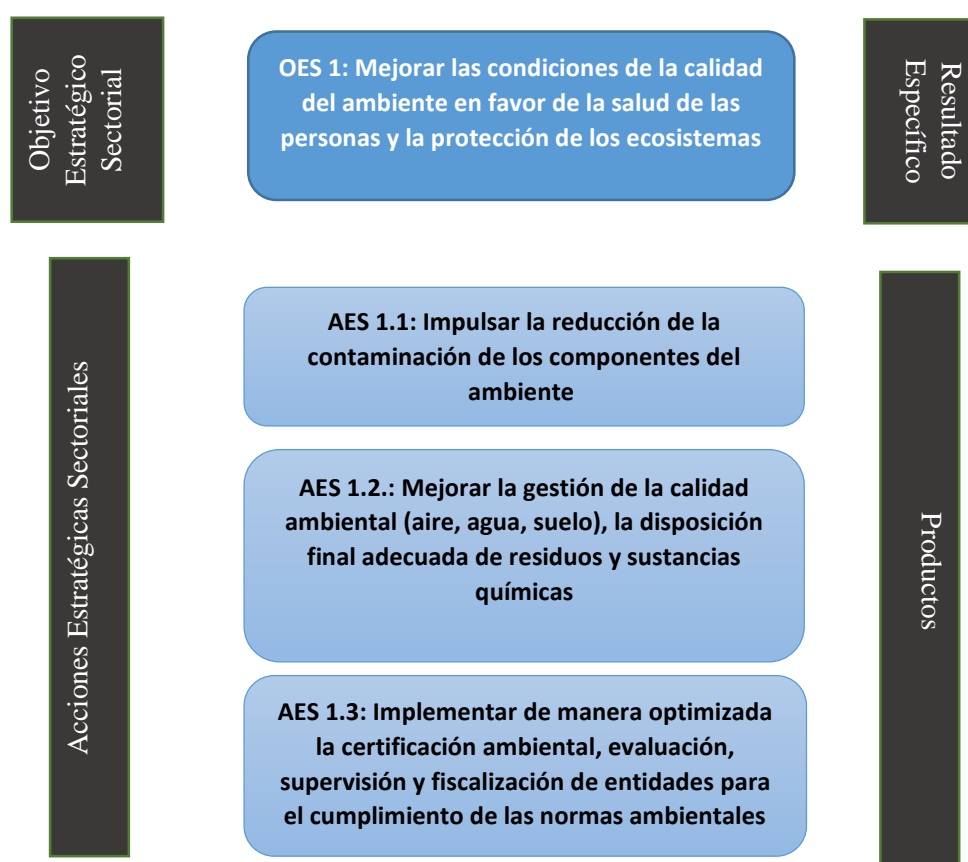 Objetivo
Estratégico
Sectorial
OES 1: Mejorar las condiciones de la calidad
del ambiente en favor de la salud de las
personas y la protección de los ecosistemas
Resultado
Específico
Acciones Estratégicas Sectoriales
AES 1.1: Impulsar la reducción de la
contaminación de los componentes del
ambiente
AES 1.2.: Mejorar la gestión de la calidad
ambiental (aire, agua, suelo), la disposición
final adecuada de residuos y sustancias
químicas
AES 1.3: Implementar de manera optimizada
la certificación ambiental, evaluación,
supervisión y fiscalización de entidades para
el cumplimiento de las normas ambientales
Productos